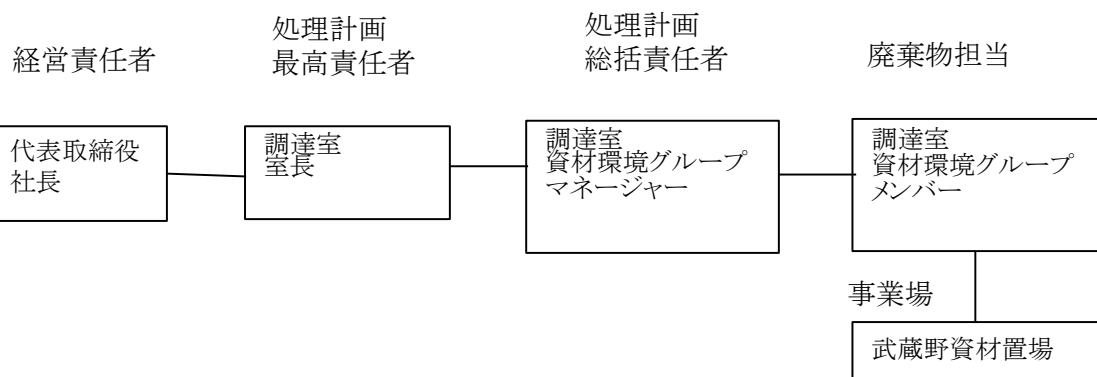 経営責任者
処理計画
最高責任者
処理計画
総括責任者
廃棄物担当
代表取締役
社長
調達室
室長
調達室
資材環境グループ
マネージャー
調達室
資材環境グループ
メンバー
事業場
武蔵野資材置場